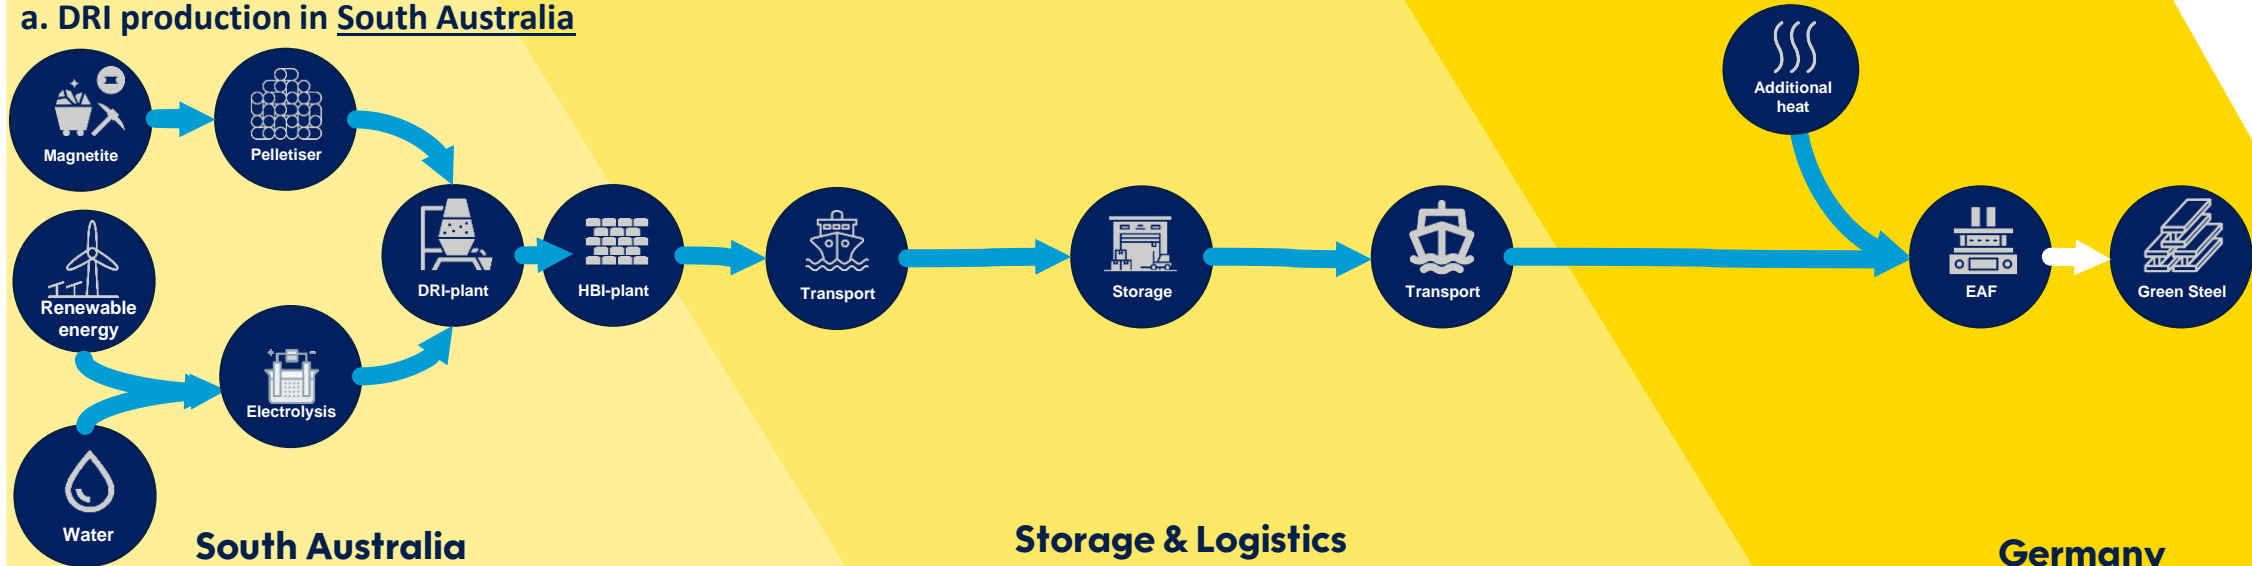 a. DRI production in South Australia
Magnetite
Pelletiser
Renewable
energy
Water
Electrolysis
DRI-plant
HBI-plant
Transport
Storage
Transport
Additional
heat
EAF
Green Steel
South Australia
Storage & Logistics
Germany